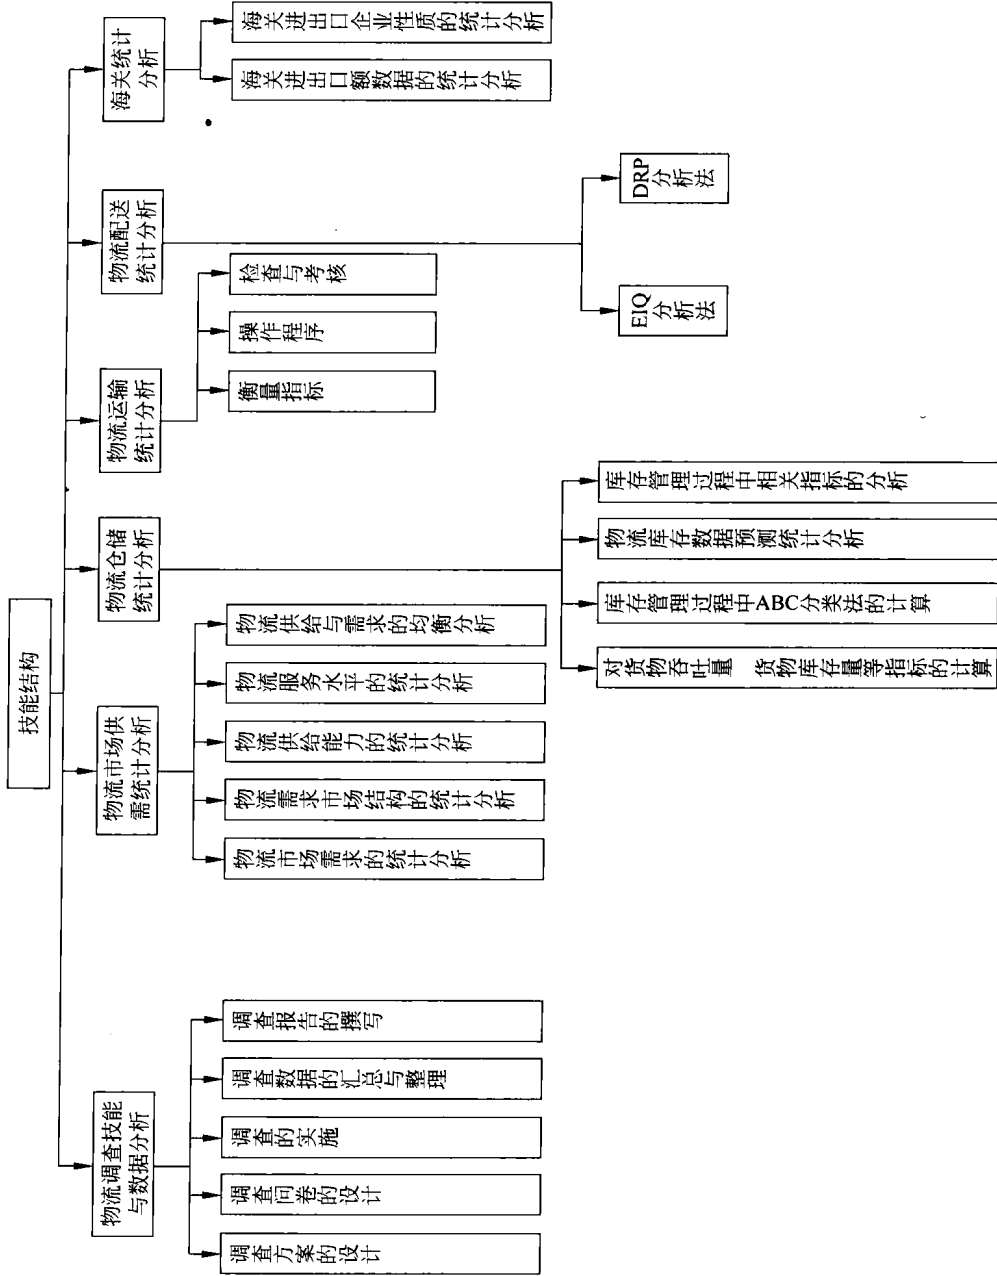 技能结构
物流调查技能
与数据分析
物流市场供
需统计分析
物流仓储
统计分析
物流运输
统计分析
物流配送
统计分析
海关统计
分析
调查方案的设计
调查问卷的设计
调查的实施
调查数据的汇总与整理
调查报告的撰写
物流市场需求的统计分析
物流需求市场结构的统计分析
物流供给能力的统计分析
物流服务水平的统计分析
物流供给与需求的均衡分析
对货物吞吐量 货物库存量等指标的计算
库存管理过程中ABC分类法的计算
物流库存数据预测统计分析
库存管理过程中相关指标的分析
衡量指标
操作程序
检查与考核
EIQ
分析
法
DRP
分析
法
海关进出口额数据的统计分析
海关进出口企业性质的统计分析